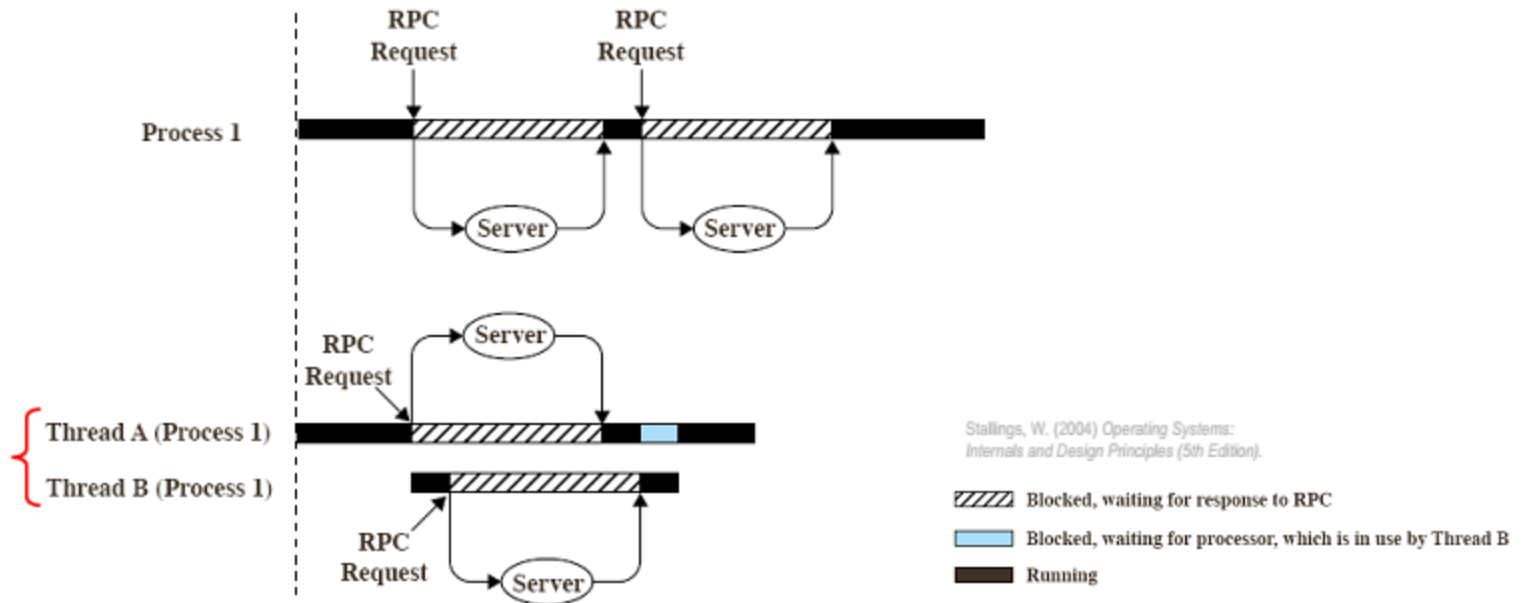 RPC
Request
RPC
Request
Process 1
Server
Server
Server
RPC
Request
Thread A (Process 1)
Thread B (Process 1)
RPC
Request
Server
Stallings, W. (2004) Operating Systems:
Internals and Design Principles (5th Edition).
Blocked, waiting for response to RPC
Blocked, waiting for processor, which is in use by Thread B
Running